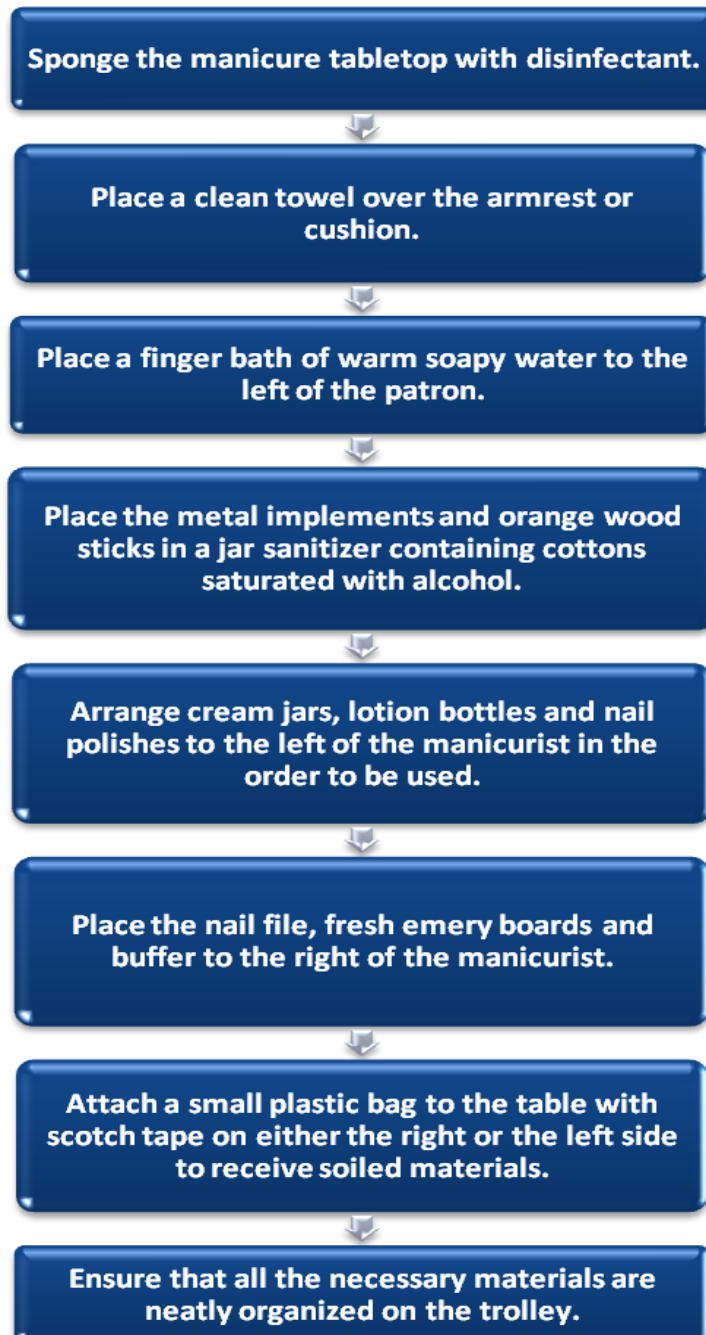 Sponge the manicure tabletop with disinfectant.
Place a clean towel over the armrest or
cushion.
Place a finger bath of warm soapy water to the
left of the patron.
Place the metal implements and orange wood
sticks in a jar sanitizer containing cottons
saturated with alcohol.
Arrange cream jars, lotion bottles and nail
polishes to the left of the manicurist in the
order to be used.
Place the nail file, fresh emery boards and
buffer to the right of the manicurist.
Attach a small plastic bag to the table with
scotch tape on either the right or the left side
to receive soiled materials.
Ensure that all the necessary materials are
neatly organized on the trolley.